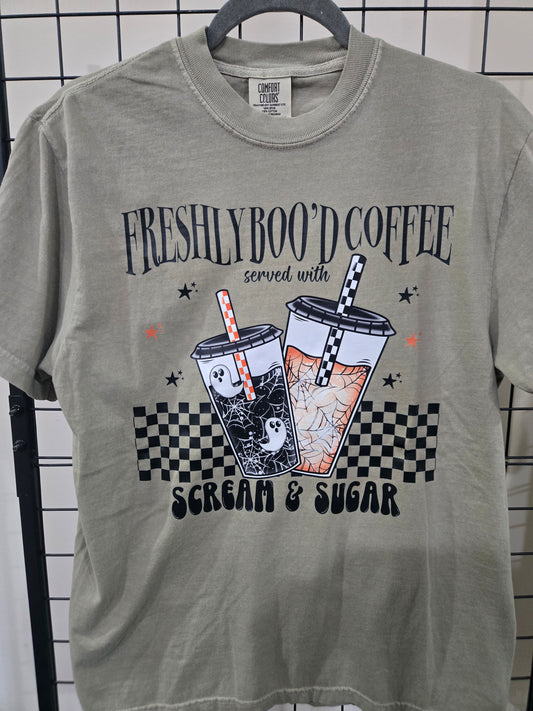 COMFORT
COLORS
FRESHLY BOO'D COFFEE
served with
SCREAM & SUGAR